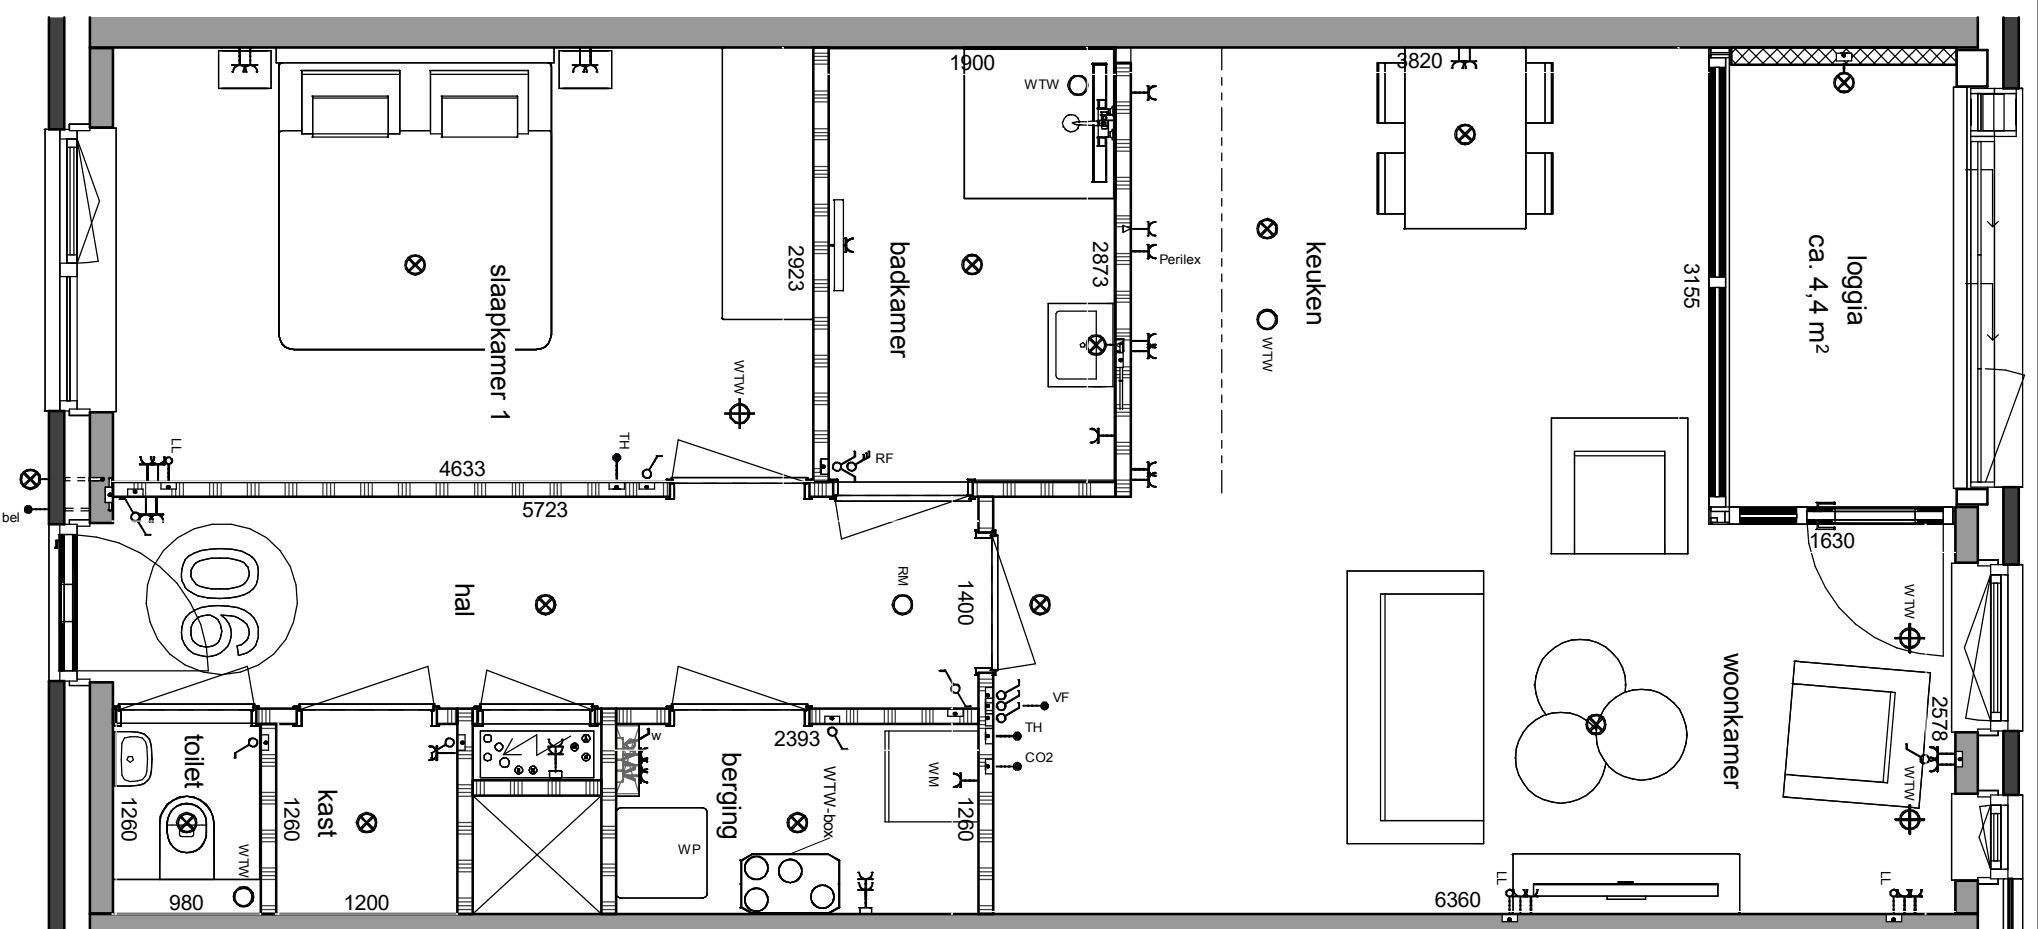 1900
3820
WTW
2923
badkamer
2873
Perilex
keuken
3155
loggia
ca. 4,4 m²
slaapkamer 1
WTW
WTW
LL
TH
4633
RF
bel
5723
1630
90
hal
RM
1400
WTW
woonkamer
2578
VF
TH
CO2
toilet
w
2393
berging
WM
WTW-box
WTW
1260
kast
1260
1260
WP
WTW
980
1200
6360
LL
LL